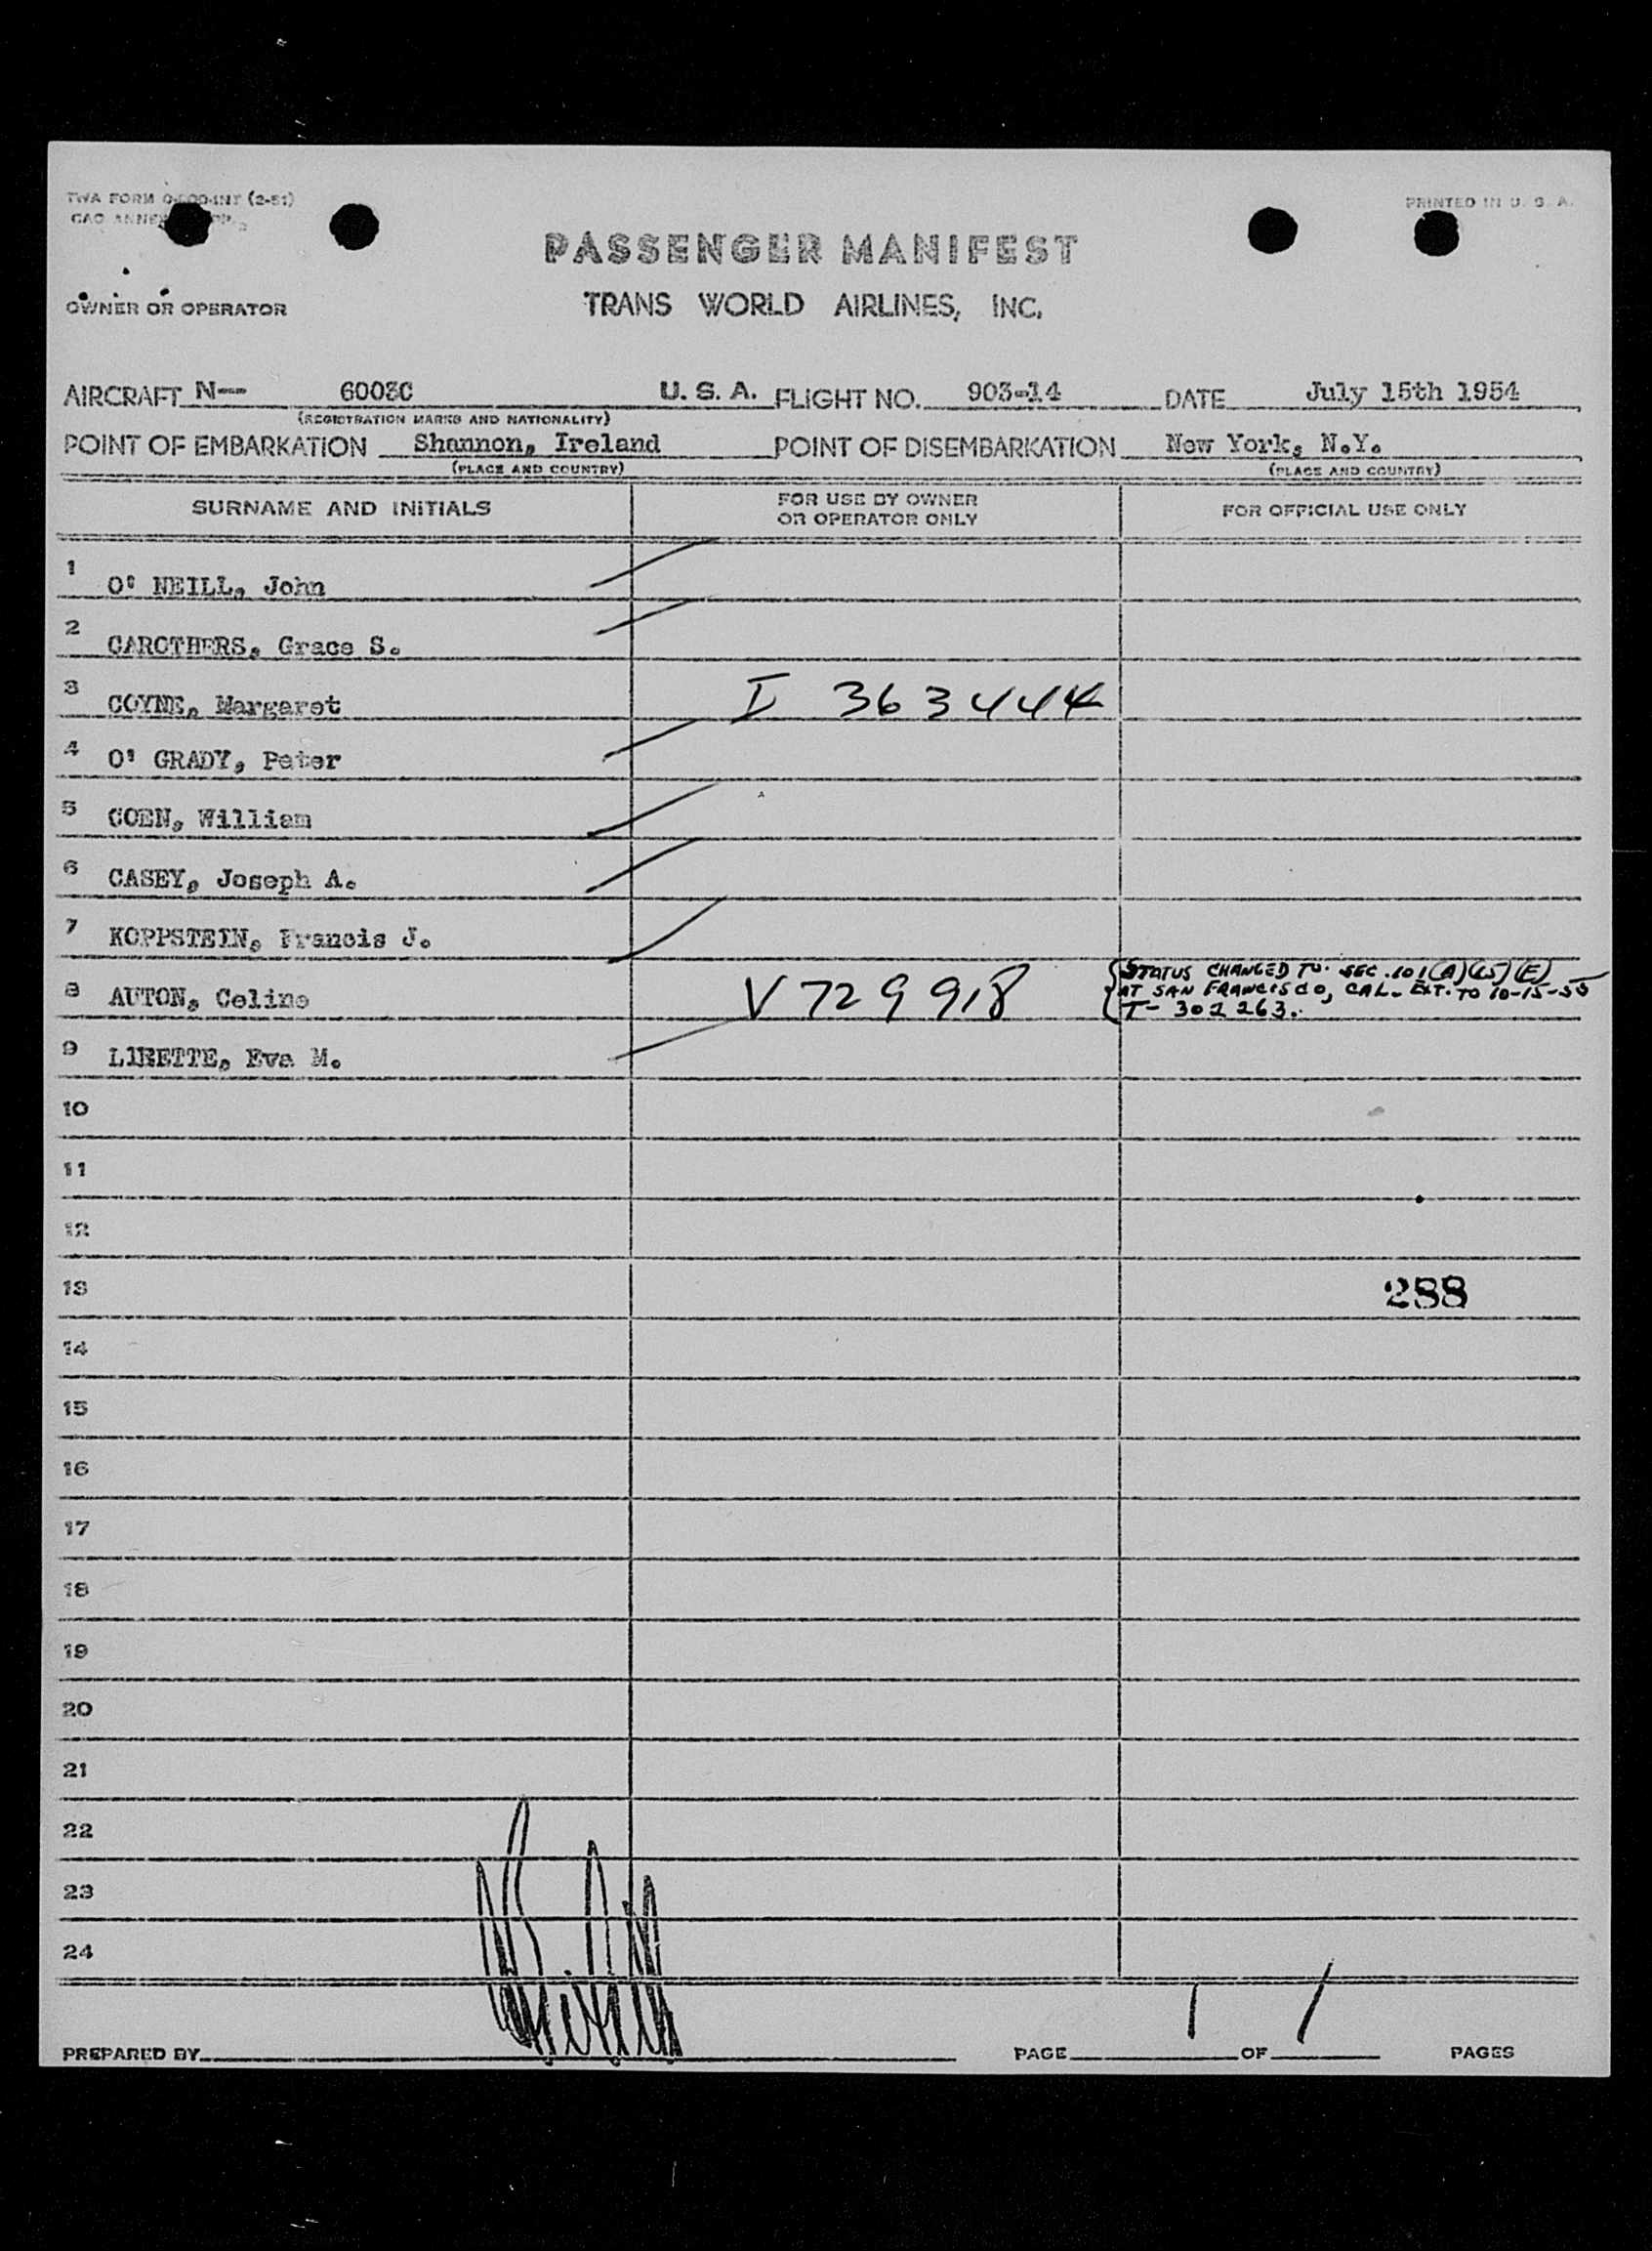 TWA FORM (2-51)
PRINTED IN U. S. A.
PASSENGER MANIFEST
OWNER OR OPERATOR
TRANS WORLD AIRLINES, INC.
AIRCRAFT N-- 6003C U. S. A. FLIGHT NO. 903-14 DATE July 15th 1954
(REGISTRATION MARKS AND NATIONALITY)
POINT OF EMBARKATION Shannon, Ireland POINT OF DISEMBARKATION New York, N.Y.
(PLACE AND COUNTRY) (PLACE AND COUNTRY)
SURNAME AND INITIALS FOR USE BY OWNER OR OPERATOR ONLY FOR OFFICIAL USE ONLY
1 O' NEILL, John
2 CAROTHERS, Grace S.
3 COYNE, Margaret I 363444
4 O' GRADY, Peter
5 COEN, William
6 CASEY, Joseph A.
7 KOPPSTEIN, Francis J.
8 AUTON, Celine V 729918 STATUS CHANGED TO SEC. 101 (A)(15)(E)
AT SAN FRANCISCO, CAL. EXT. TO 10-15-55
T- 302263.
9 LIRETTE, Eva M.
10
11
12
13 288
14
15
16
17
18
19
20
21
22
23
24
PREPARED BY PAGE 1 OF 1 PAGES